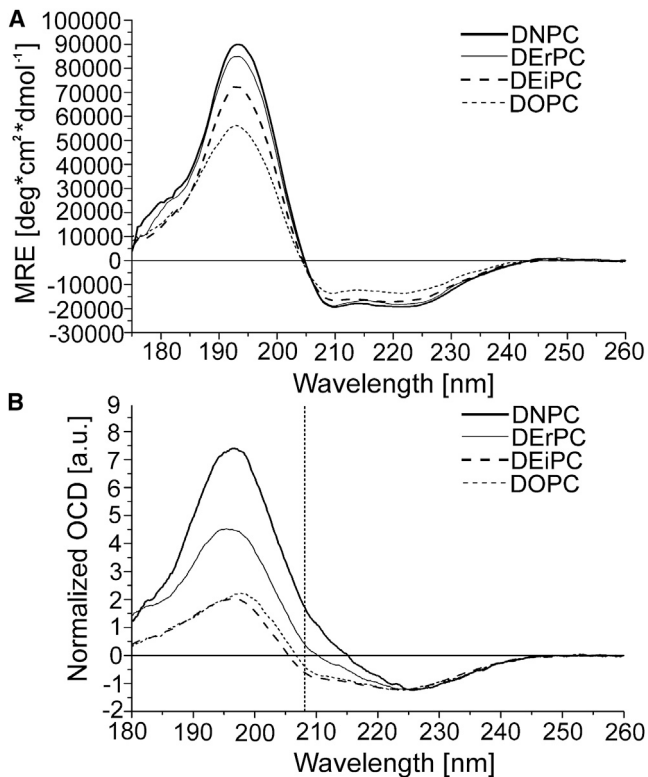 A
100000
90000
80000
70000
60000
50000
40000
30000
20000
10000
0
-10000
-20000
-30000
MRE [deg*cm²*dmol⁻¹]
DNPC
DErPC
DEiPC
DOPC
180 190 200 210 220 230 240 250 260
Wavelength [nm]
B
9
8
7
6
5
4
3
2
1
0
-1
-2
Normalized OCD [a.u.]
DNPC
DErPC
DEiPC
DOPC
180 190 200 210 220 230 240 250 260
Wavelength [nm]